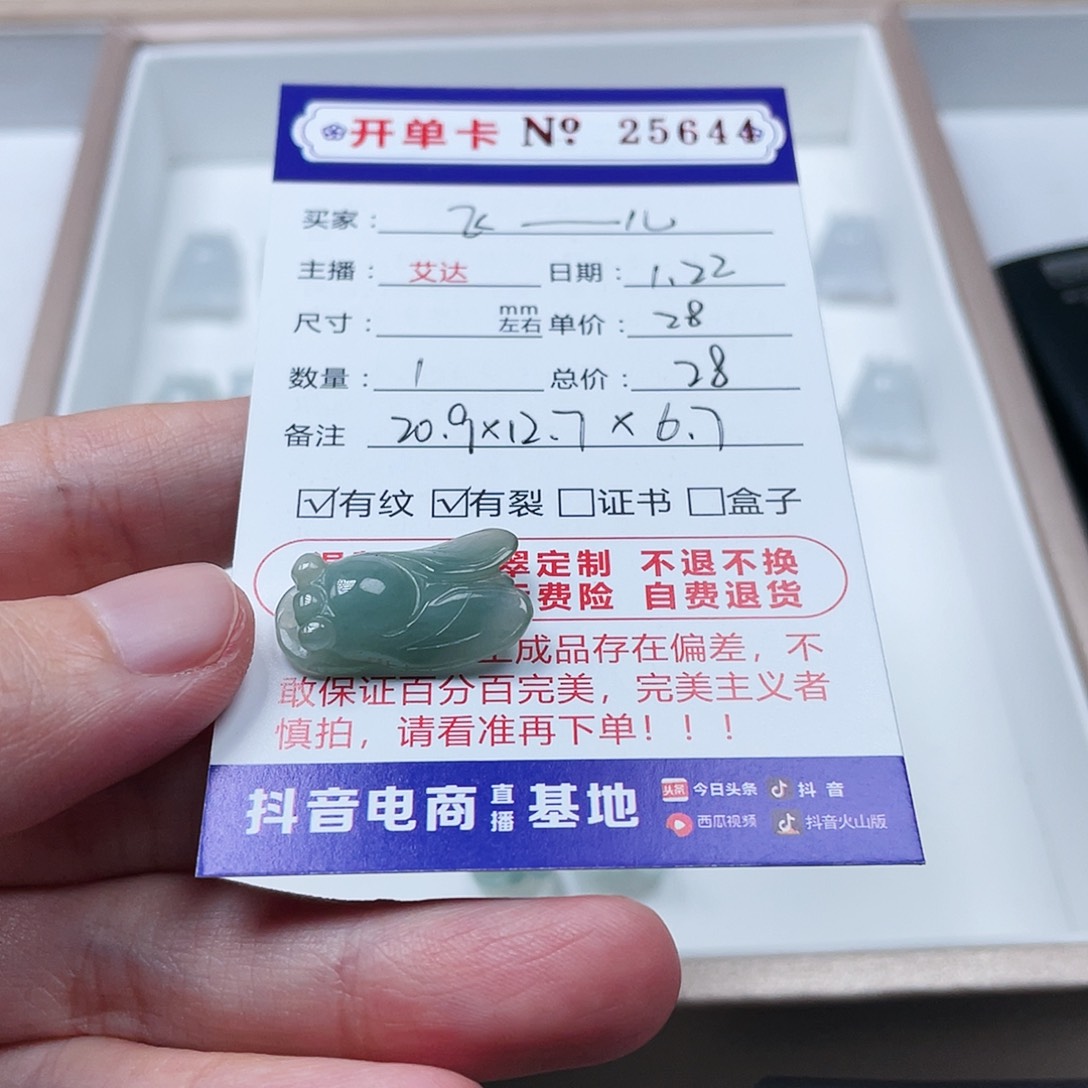 开单卡 Nº 25644
买家：飞——儿
主播：艾达 日期：1.22
尺寸： mm左右 单价：28
数量：1 总价：28
备注 20.9×12.7×6.7
☑有纹 ☑有裂 □证书 □盒子
翠定制 不退不换
费险 自费退货
成品存在偏差，不
敢保证百分百完美，完美主义者
慎拍，请看准再下单！！！
抖音电商直播基地
头条 今日头条 抖音
西瓜视频 抖音火山版